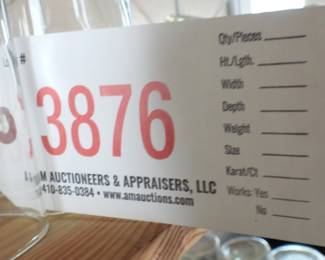 #
3876
M AUCTIONEERS & APPRAISERS, LLC
410-835-0384 • www.amauctions.com
Qty/Pieces
Ht./Lgth.
Width
Depth
Weight
Size
Karat/Ct
Works: Yes
No